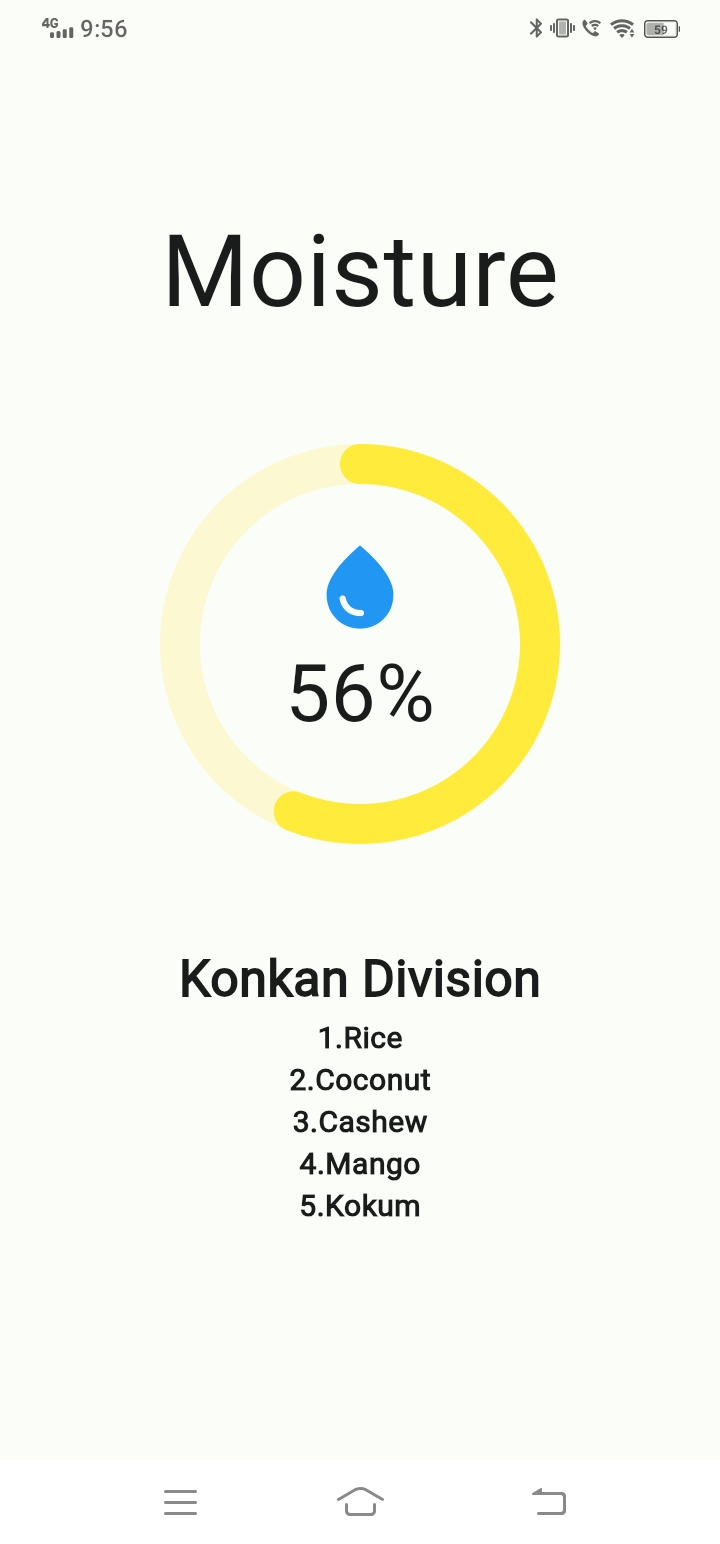 4G 9:56 59
Moisture
56%
Konkan Division
1.Rice
2.Coconut
3.Cashew
4.Mango
5.Kokum